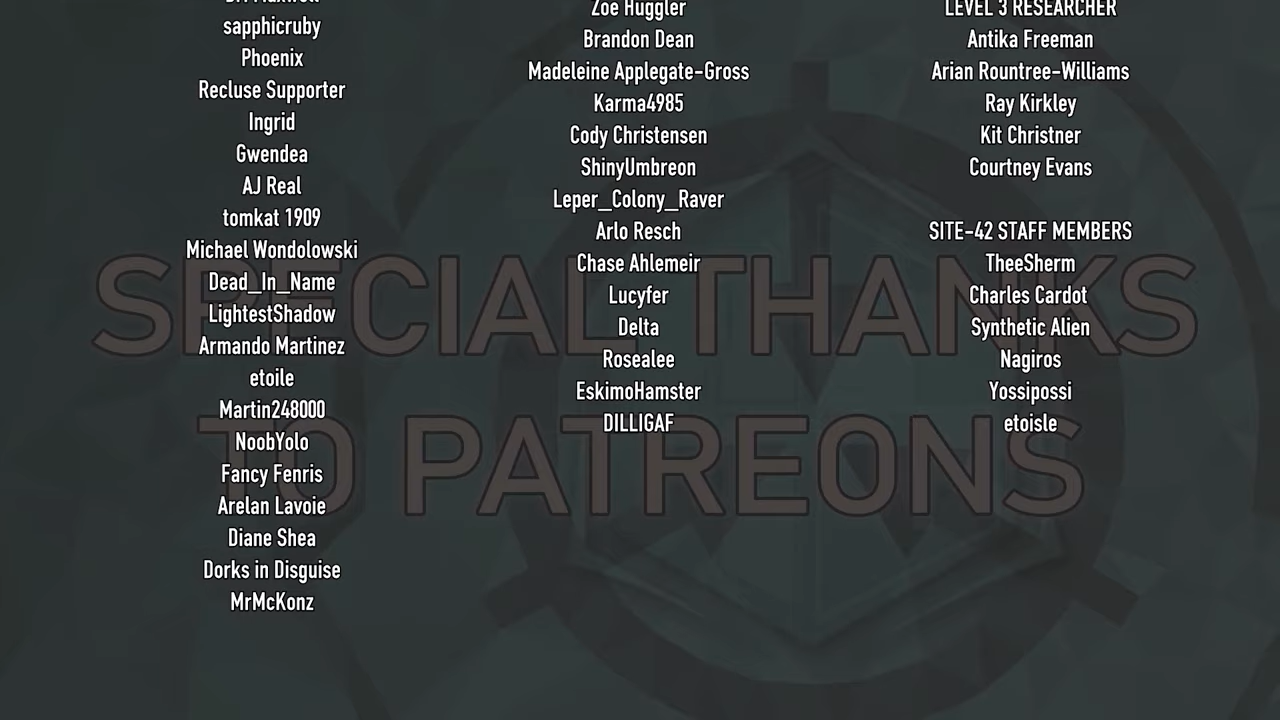 sapphicruby
Phoenix
Recluse Supporter
Ingrid
Gwendea
AJ Real
tomkat 1909
Michael Wondolowski
Dead_In_Name
LightestShadow
Armando Martinez
etoile
Martin248000
NoobYolo
Fancy Fenris
Arelan Lavoie
Diane Shea
Dorks in Disguise
MrMcKonz
Zoe Huggler
Brandon Dean
Madeleine Applegate-Gross
Karma4985
Cody Christensen
ShinyUmbreon
Leper_Colony_Raver
Arlo Resch
Chase Ahlemeir
Lucyfer
Delta
Rosealee
EskimoHamster
DILLIGAF
LEVEL 3 RESEARCHER
Antika Freeman
Arian Rountree-Williams
Ray Kirkley
Kit Christner
Courtney Evans
SITE-42 STAFF MEMBERS
TheeSherm
Charles Cardot
Synthetic Alien
Nagiros
Yossipossi
etoisle
SPECIAL THANKS
TO PATREONS